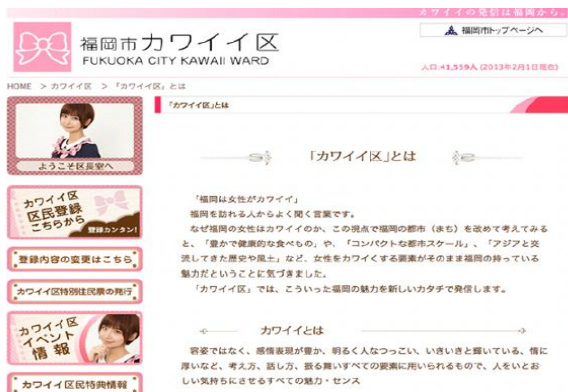 カワイイの発信は福岡から。
福岡市カワイイ区
FUKUOKA CITY KAWAII WARD
福岡市トップページへ
人口:41,559人(2013年2月1日現在)
HOME > カワイイ区 > 「カワイイ区」とは
ようこそ区長室へ
カワイイ区
区民登録
こちらから
登録カンタン!
登録内容の変更はこちら
カワイイ区特別住民票の発行
カワイイ区
イベント
情報
カワイイ区民特典情報
「カワイイ区」とは
「カワイイ区」とは
「福岡は女性がカワイイ」
福岡を訪れる人からよく聞く言葉です。
なぜ福岡の女性はカワイイのか、この視点で福岡の都市(まち)を改めて考えてみる
と、「豊かで健康的な食べもの」や、「コンパクトな都市スケール」、「アジアと交
流してきた歴史や風土」など、女性をカワイくする要素がそのまま福岡の持っている
魅力だということに気づきました。
「カワイイ区」では、こういった福岡の魅力を新しいカタチで発信します。
カワイイとは
容姿ではなく、感情表現が豊か、明るく人なつっこい、いきいきと輝いている、情に
厚いなど、考え方、話し方、振る舞いすべての要素に用いられるもので、人をいとお
しい気持ちにさせるすべての魅力・センス